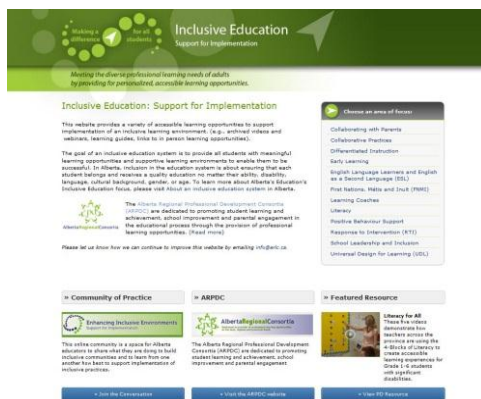 Making a difference
for all students
Inclusive Education
Support for Implementation
Meeting the diverse professional learning needs of adults
by providing for personalized, accessible learning opportunities.
Inclusive Education: Support for Implementation
This website provides a variety of accessible learning opportunities to support
implementation of an inclusive learning environment. (e.g., archived videos and
webinars, learning guides, links to in person learning opportunities).
The goal of an inclusive education system is to provide all students with meaningful
learning opportunities and supportive learning environments to enable them to be
successful. In Alberta, inclusion in the education system is about ensuring that each
student belongs and receives a quality education no matter their ability, disability,
language, cultural background, gender, or age. To learn more about Alberta's Education's
Inclusive Education focus, please visit About an inclusive education system in Alberta.
AlbertaRegionalConsortia
The Alberta Regional Professional Development Consortia
(ARPDC) are dedicated to promoting student learning and
achievement, school improvement and parental engagement in
the educational process through the provision of professional
learning opportunities. (Read more)
Please let us know how we can continue to improve this website by emailing info@erlc.ca
Choose an area of focus:
Collaborating with Parents
Collaborative Practices
Differentiated Instruction
Early Learning
English Language Learners and English
as a Second Language (ESL)
First Nations, Métis and Inuit (FNMI)
Learning Coaches
Literacy
Positive Behaviour Support
Response to Intervention (RTI)
School Leadership and Inclusion
Universal Design for Learning (UDL)
» Community of Practice
Enhancing Inclusive Environments
Support for Implementation
This online community is a space for Alberta
educators to share what they are doing to build
inclusive communities and to learn from one
another how best to support implementation of
inclusive practices.
» Join the Conversation
» ARPDC
AlbertaRegionalConsortia
The Alberta Regional Professional Development
Consortia (ARPDC) are dedicated to promoting
student learning and achievement, school
improvement and parental engagement
» Visit the ARPDC website
» Featured Resource
Literacy for All
These five videos
demonstrate how
teachers across the
province are using the
4-Blocks of Literacy to
create accessible
learning experiences for
Grade 1-6 students
with significant
disabilities.
» View PD Resource